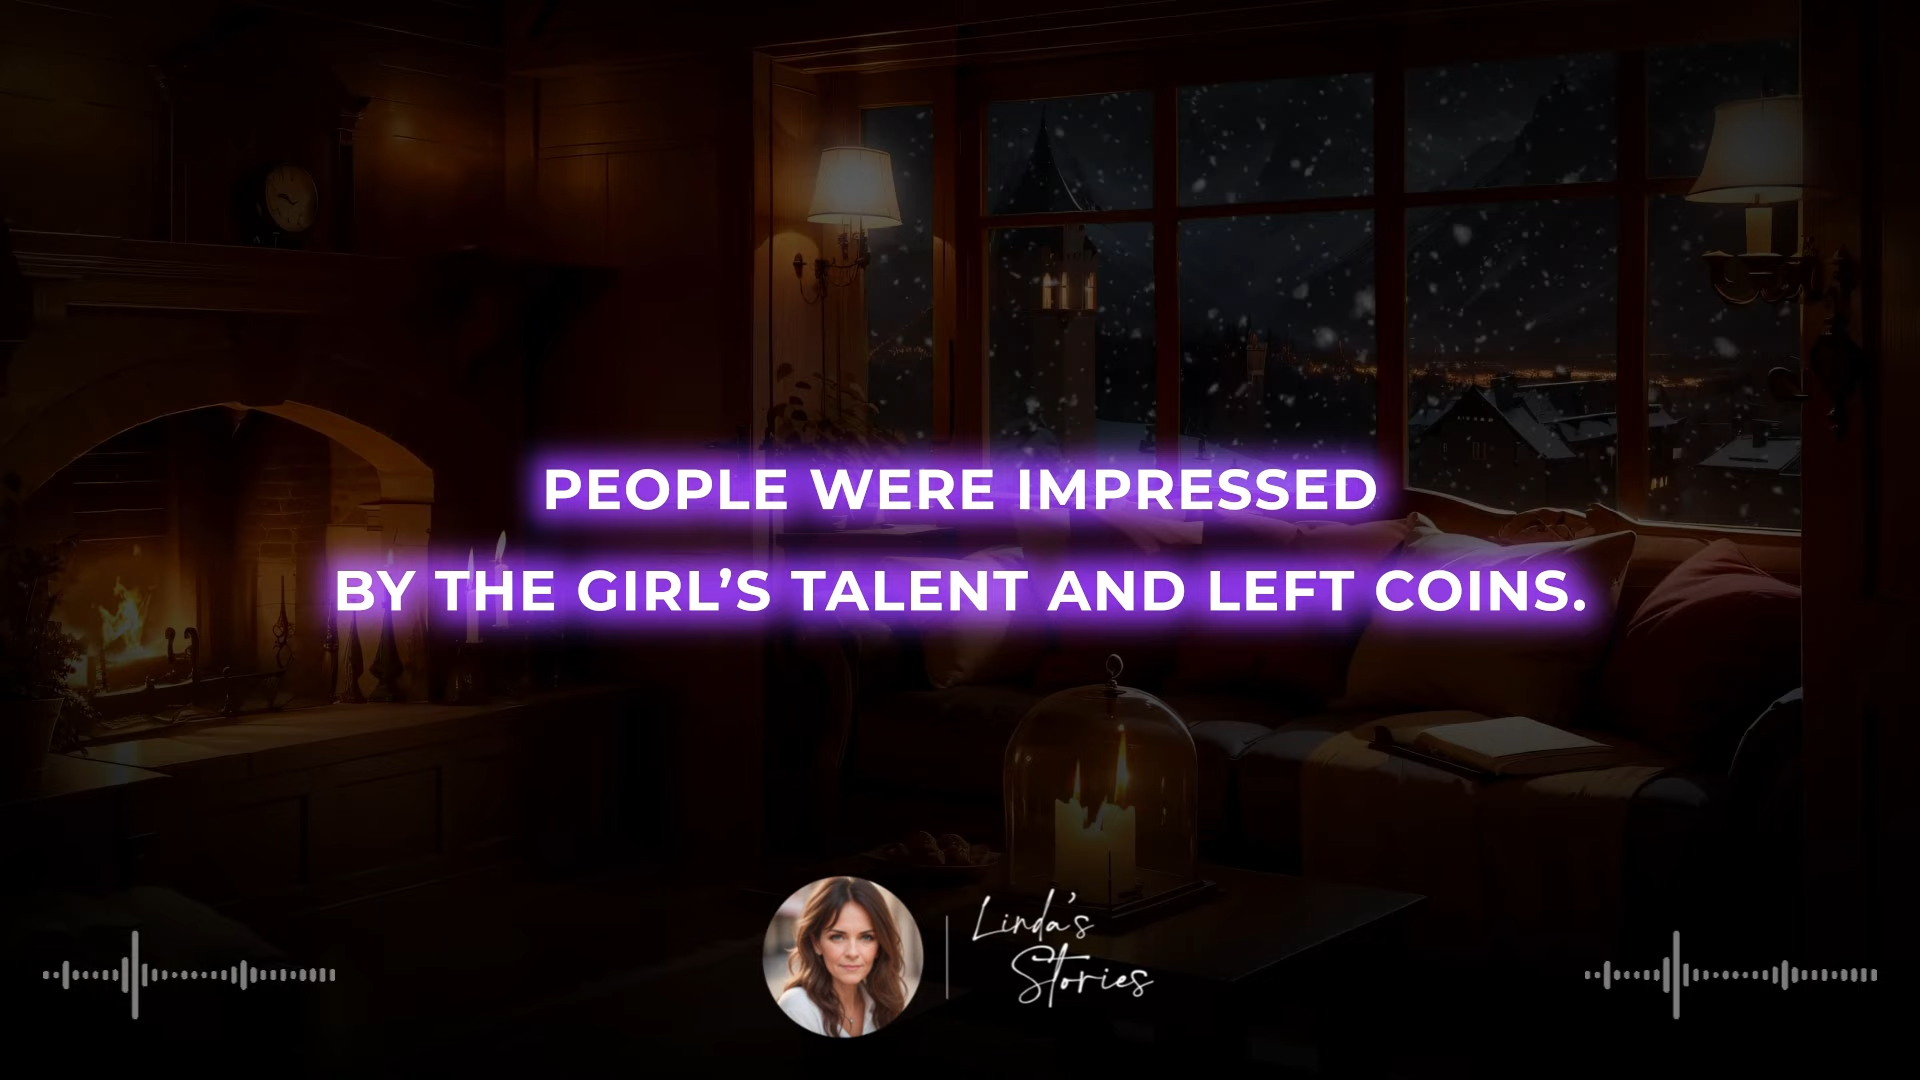 PEOPLE WERE IMPRESSED
BY THE GIRL’S TALENT AND LEFT COINS.
Linda's
Stories